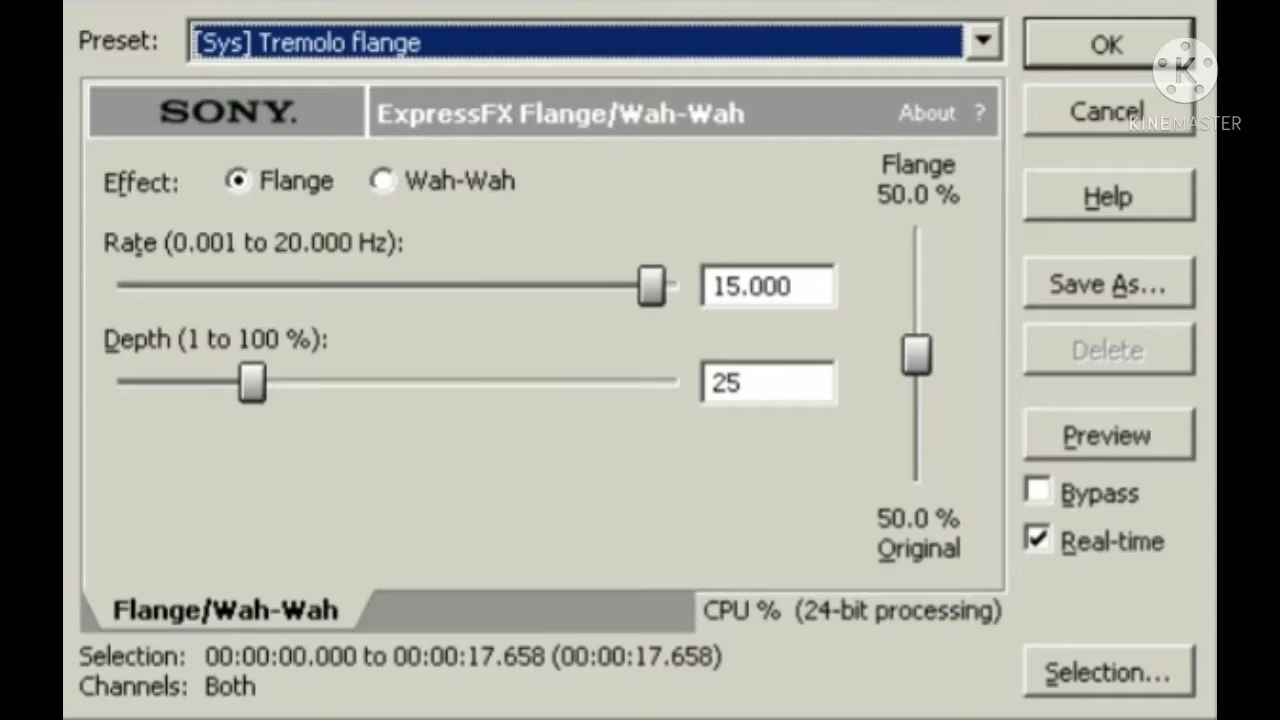 Preset: [Sys] Tremolo flange
OK
KINEMASTER
SONY. ExpressFX Flange/Wah-Wah About ?
Cancel
Effect: Flange Wah-Wah
Flange
50.0 %
Help
Rate (0.001 to 20.000 Hz):
15.000
Save As...
Depth (1 to 100 %):
25
Delete
Preview
Bypass
50.0 %
Original
Real-time
Flange/Wah-Wah
CPU % (24-bit processing)
Selection: 00:00:00.000 to 00:00:17.658 (00:00:17.658)
Channels: Both
Selection...